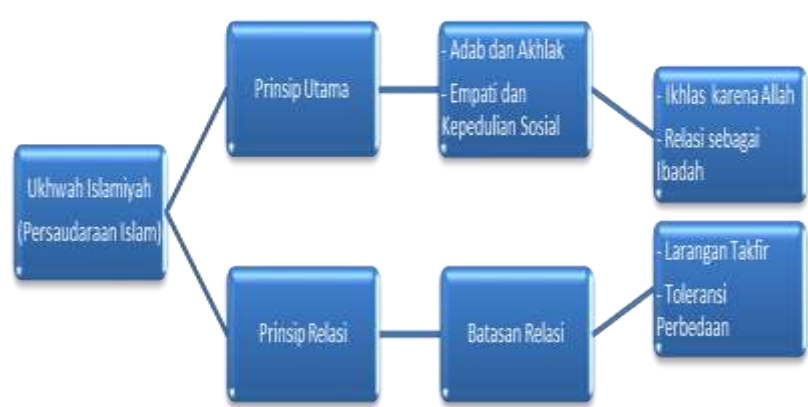 Ukhwah Islamiyah
(Persaudaraan Islam)
Prinsip Utama
- Adab dan Akhlak
- Empati dan
Kepedulian Sosial
- Ikhlas karena Allah
- Relasi sebagai
Ibadah
Prinsip Relasi
Batasan Relasi
- Larangan Takfir
- Toleransi
Perbedaan